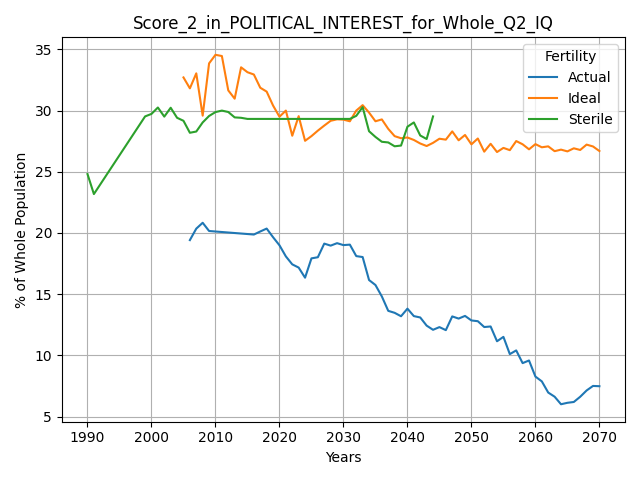 Score_2_in_POLITICAL_INTEREST_for_Whole_Q2_IQ
Fertility
Actual
Ideal
Sterile
% of Whole Population
35
30
25
20
15
10
5
1990 2000 2010 2020 2030 2040 2050 2060 2070
Years